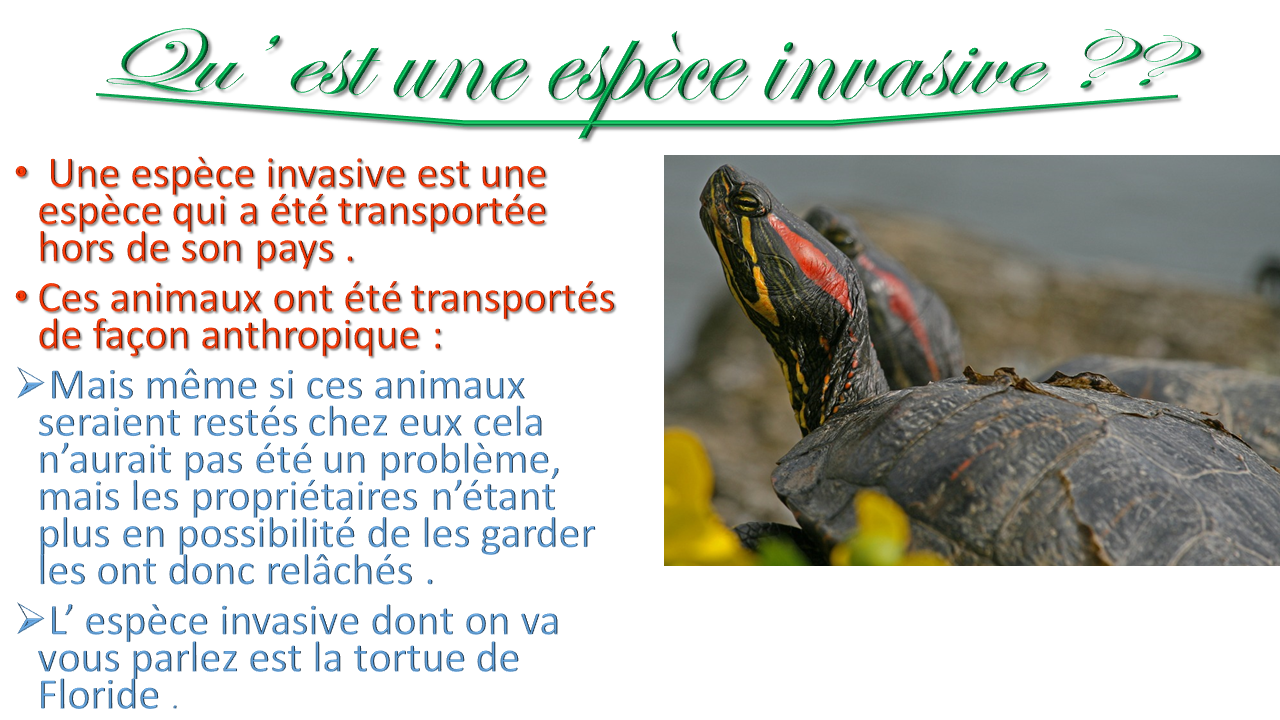 Qu ’ est une espèce invasive ??
• Une espèce invasive est une
espèce qui a été transportée
hors de son pays .
• Ces animaux ont été transportés
de façon anthropique :
➢Mais même si ces animaux
seraient restés chez eux cela
n’aurait pas été un problème,
mais les propriétaires n’étant
plus en possibilité de les garder
les ont donc relâchés .
➢L’ espèce invasive dont on va
vous parlez est la tortue de
Floride .